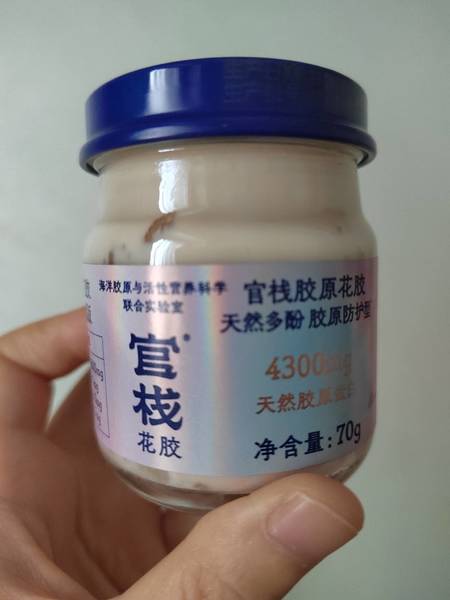 海洋胶原与活性营养科学
联合实验室
官栈
花胶
官栈胶原花胶
天然多酚 胶原防护型
4300mg
天然胶原蛋白
净含量:70g